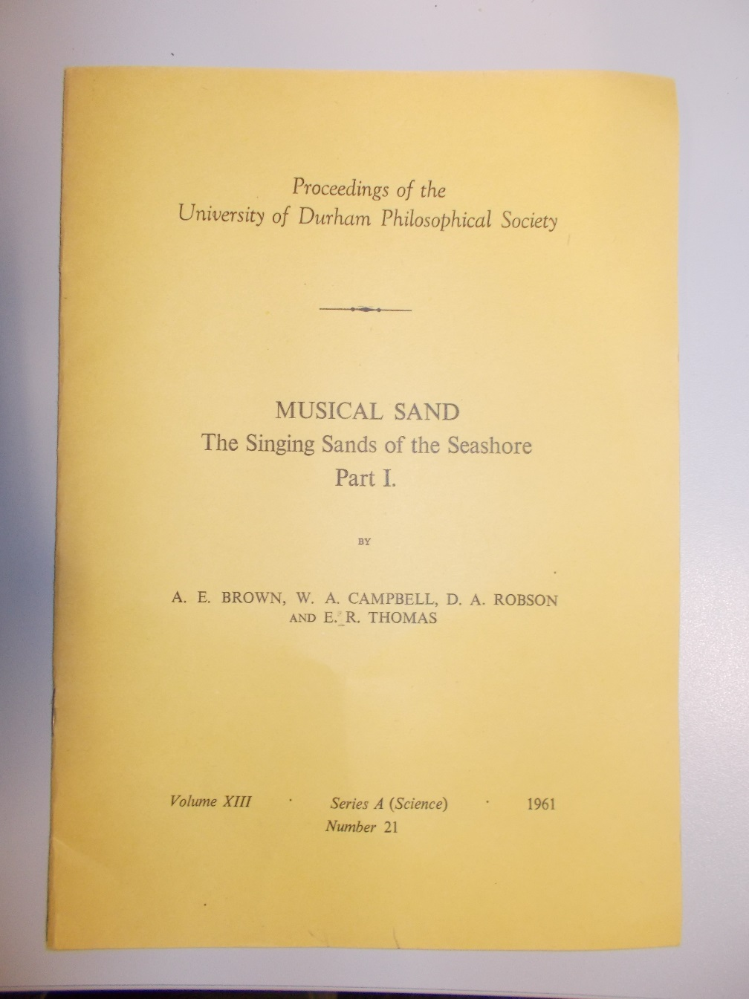 Proceedings of the
University of Durham Philosophical Society
MUSICAL SAND
The Singing Sands of the Seashore
Part I.
BY
A. E. BROWN, W. A. CAMPBELL, D. A. ROBSON
AND E. R. THOMAS
Volume XIII · Series A (Science) · 1961
Number 21